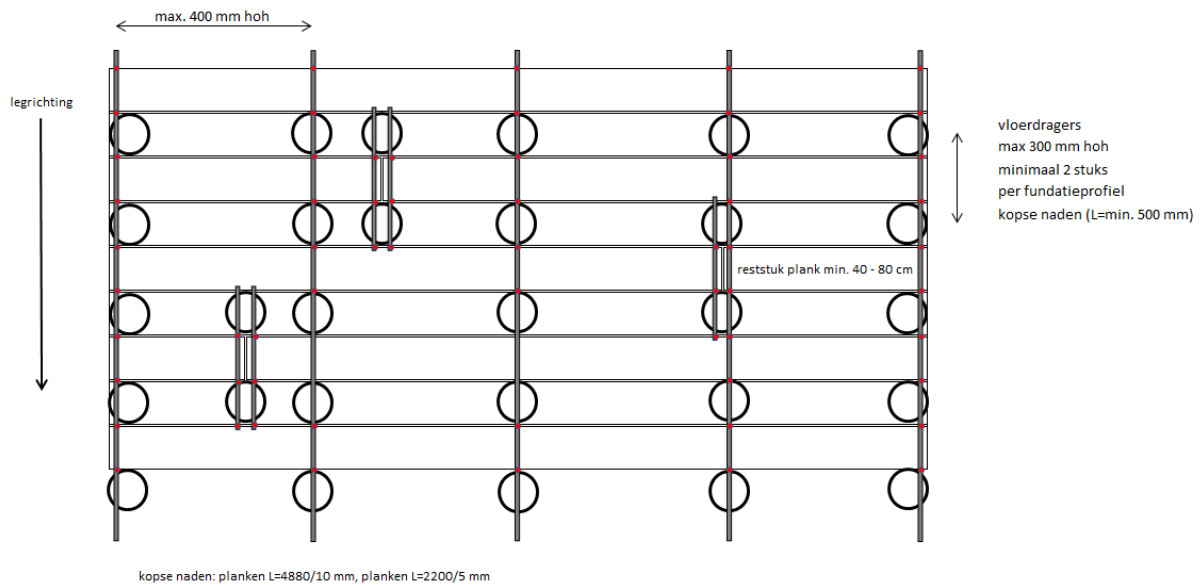 max. 400 mm hoh
legrichting
vloerdragers
max 300 mm hoh
minimaal 2 stuks
per fundatieprofiel
kopse naden (L=min. 500 mm)
reststuk plank min. 40 - 80 cm
kopse naden: planken L=4880/10 mm, planken L=2200/5 mm